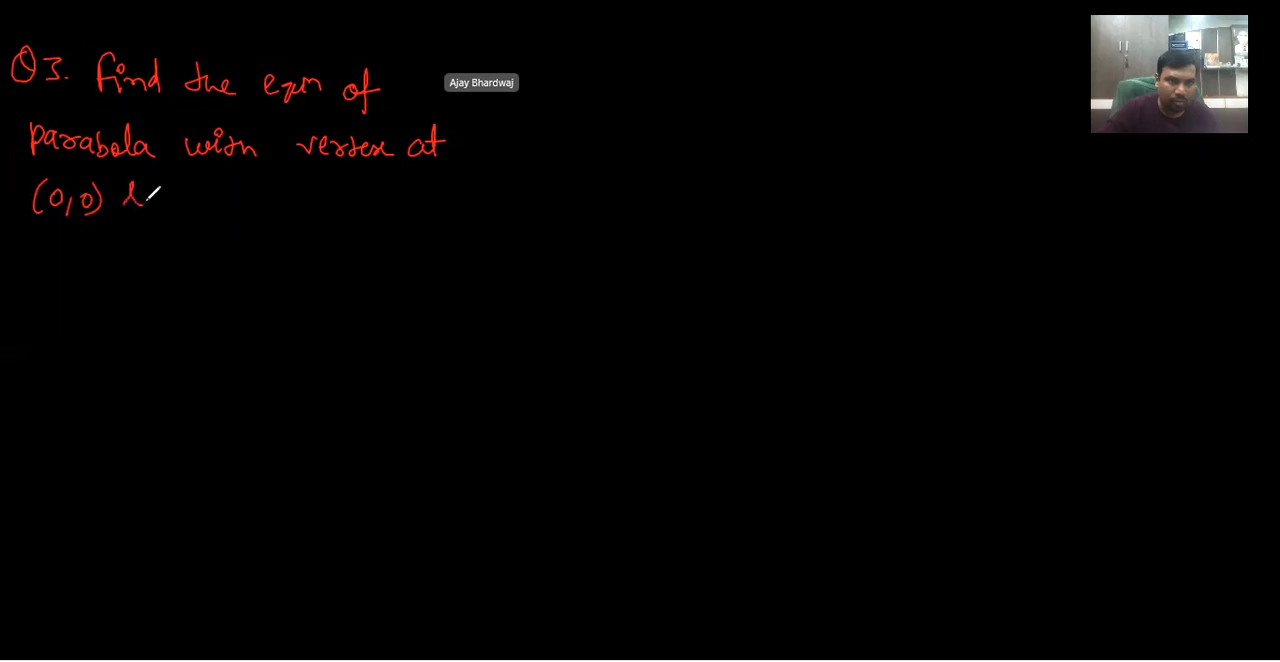 Q3. Find the eqn of
Ajay Bhardwaj
parabola with vertex at
(0,0) &